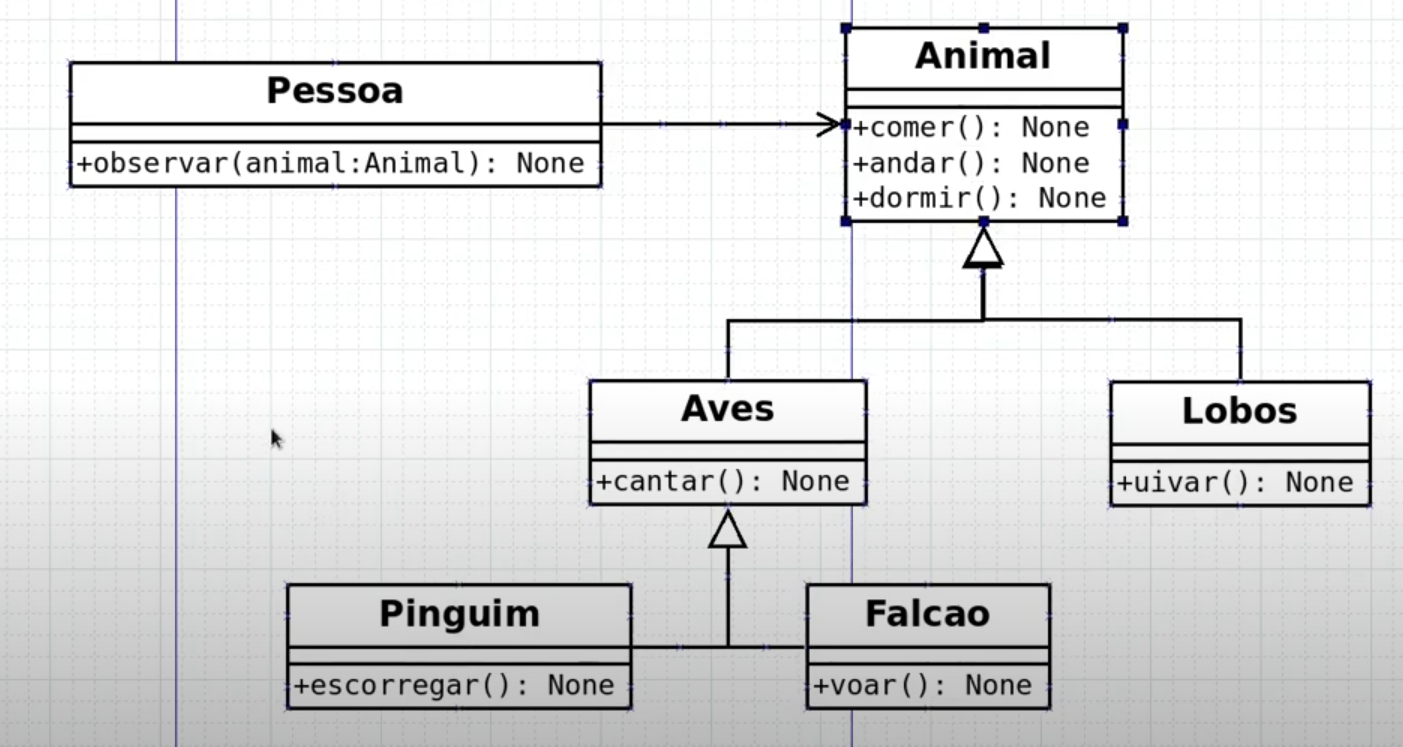 Pessoa
+observar(animal:Animal): None
Animal
+comer(): None
+andar(): None
+dormir(): None
Aves
+cantar(): None
Lobos
+uivar(): None
Pinguim
+escorregar(): None
Falcao
+voar(): None